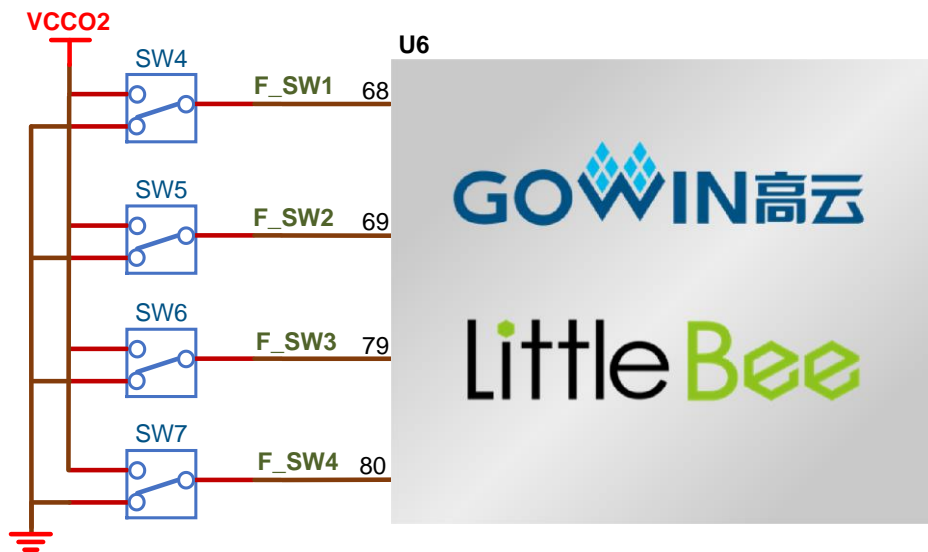 VCCO2
U6
SW4
F_SW1 68
SW5
F_SW2 69
SW6
F_SW3 79
SW7
F_SW4 80
GOWIN高云
LittleBee